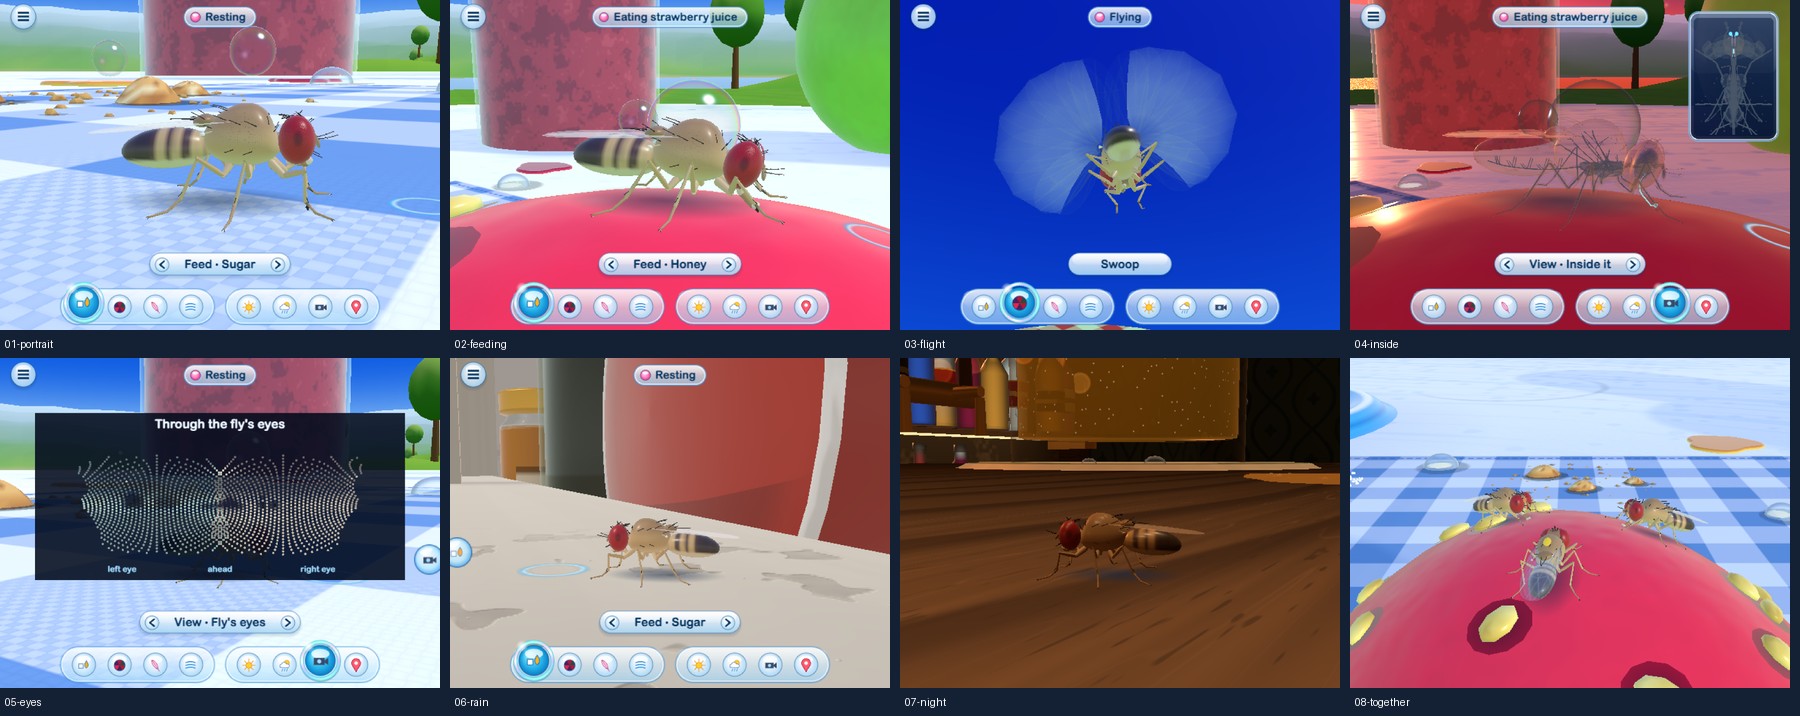 Resting
Feed · Sugar
01-portrait
Eating strawberry juice
Feed · Honey
02-feeding
Flying
Swoop
03-flight
Eating strawberry juice
View · Inside it
04-inside
Resting
Through the fly's eyes
left eye
ahead
right eye
View · Fly's eyes
05-eyes
Resting
Feed · Sugar
06-rain
07-night
08-together